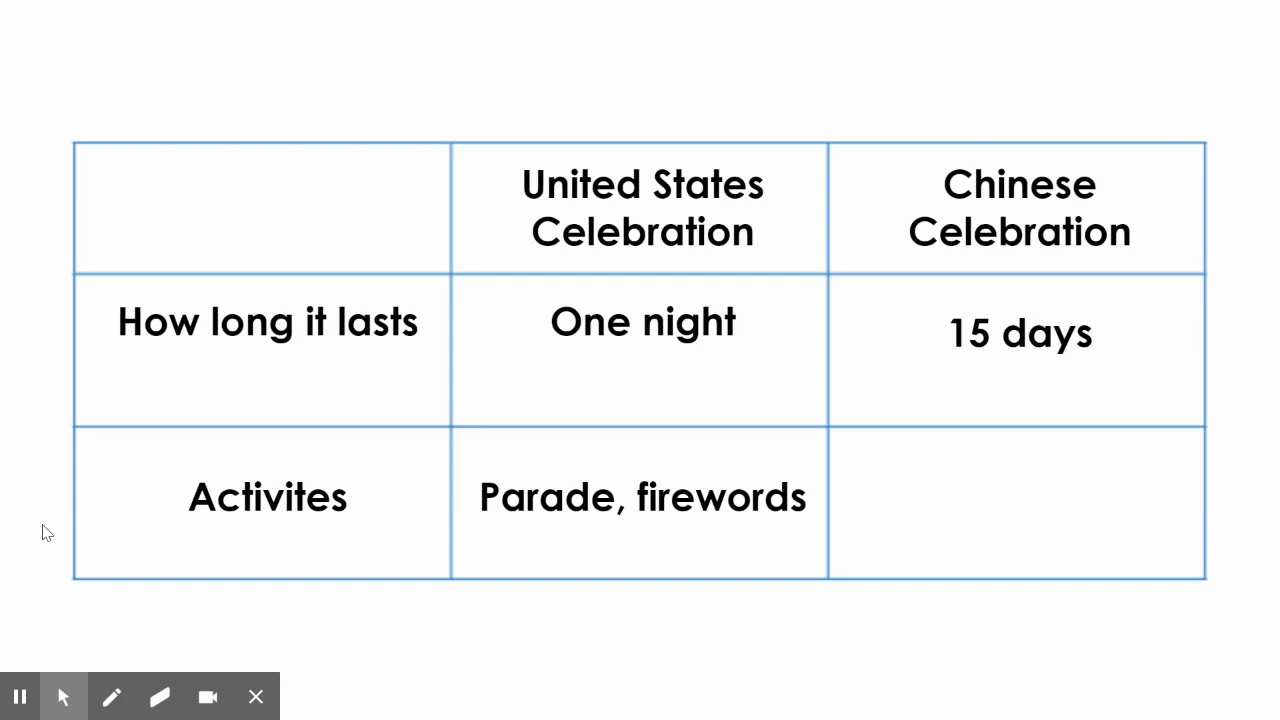 United States
Celebration
Chinese
Celebration
How long it lasts
One night
15 days
Activites
Parade, firewords